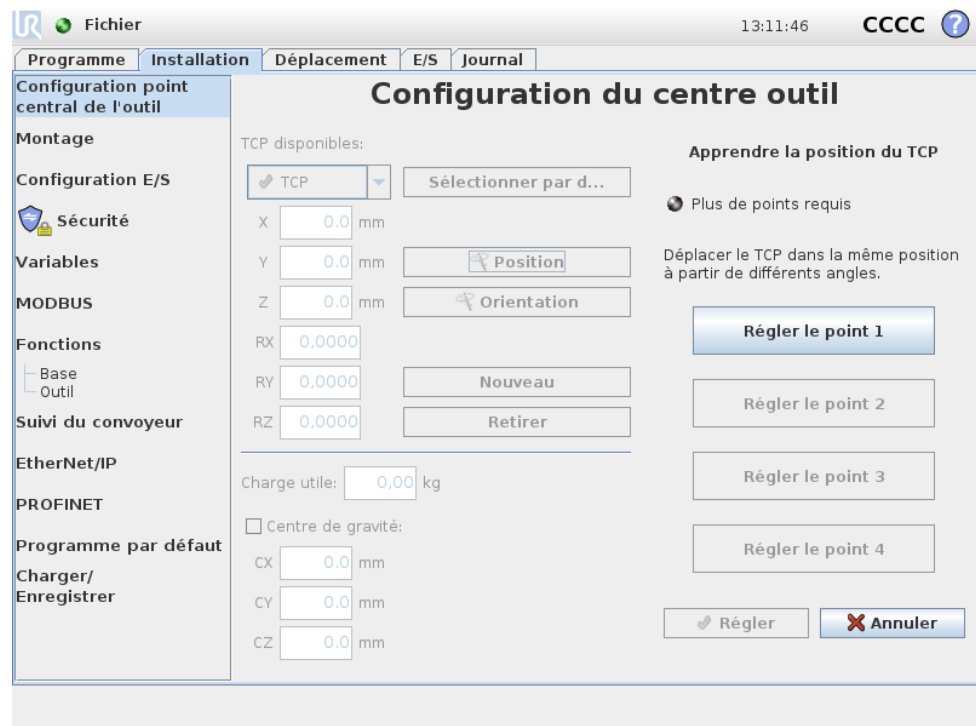 UR Fichier 13:11:46 CCCC ?
Programme Installation Déplacement E/S Journal
Configuration point
central de l'outil
Montage
Configuration E/S
Sécurité
Variables
MODBUS
Fonctions
Base
Outil
Suivi du convoyeur
EtherNet/IP
PROFINET
Programme par défaut
Charger/
Enregistrer
Configuration du centre outil
TCP disponibles:
TCP Sélectionner par d...
X 0.0 mm
Y 0.0 mm Position
Z 0.0 mm Orientation
RX 0,0000
RY 0,0000 Nouveau
RZ 0,0000 Retirer
Charge utile: 0,00 kg
Centre de gravité:
CX 0.0 mm
CY 0.0 mm
CZ 0.0 mm
Apprendre la position du TCP
Plus de points requis
Déplacer le TCP dans la même position
à partir de différents angles.
Régler le point 1
Régler le point 2
Régler le point 3
Régler le point 4
Régler Annuler